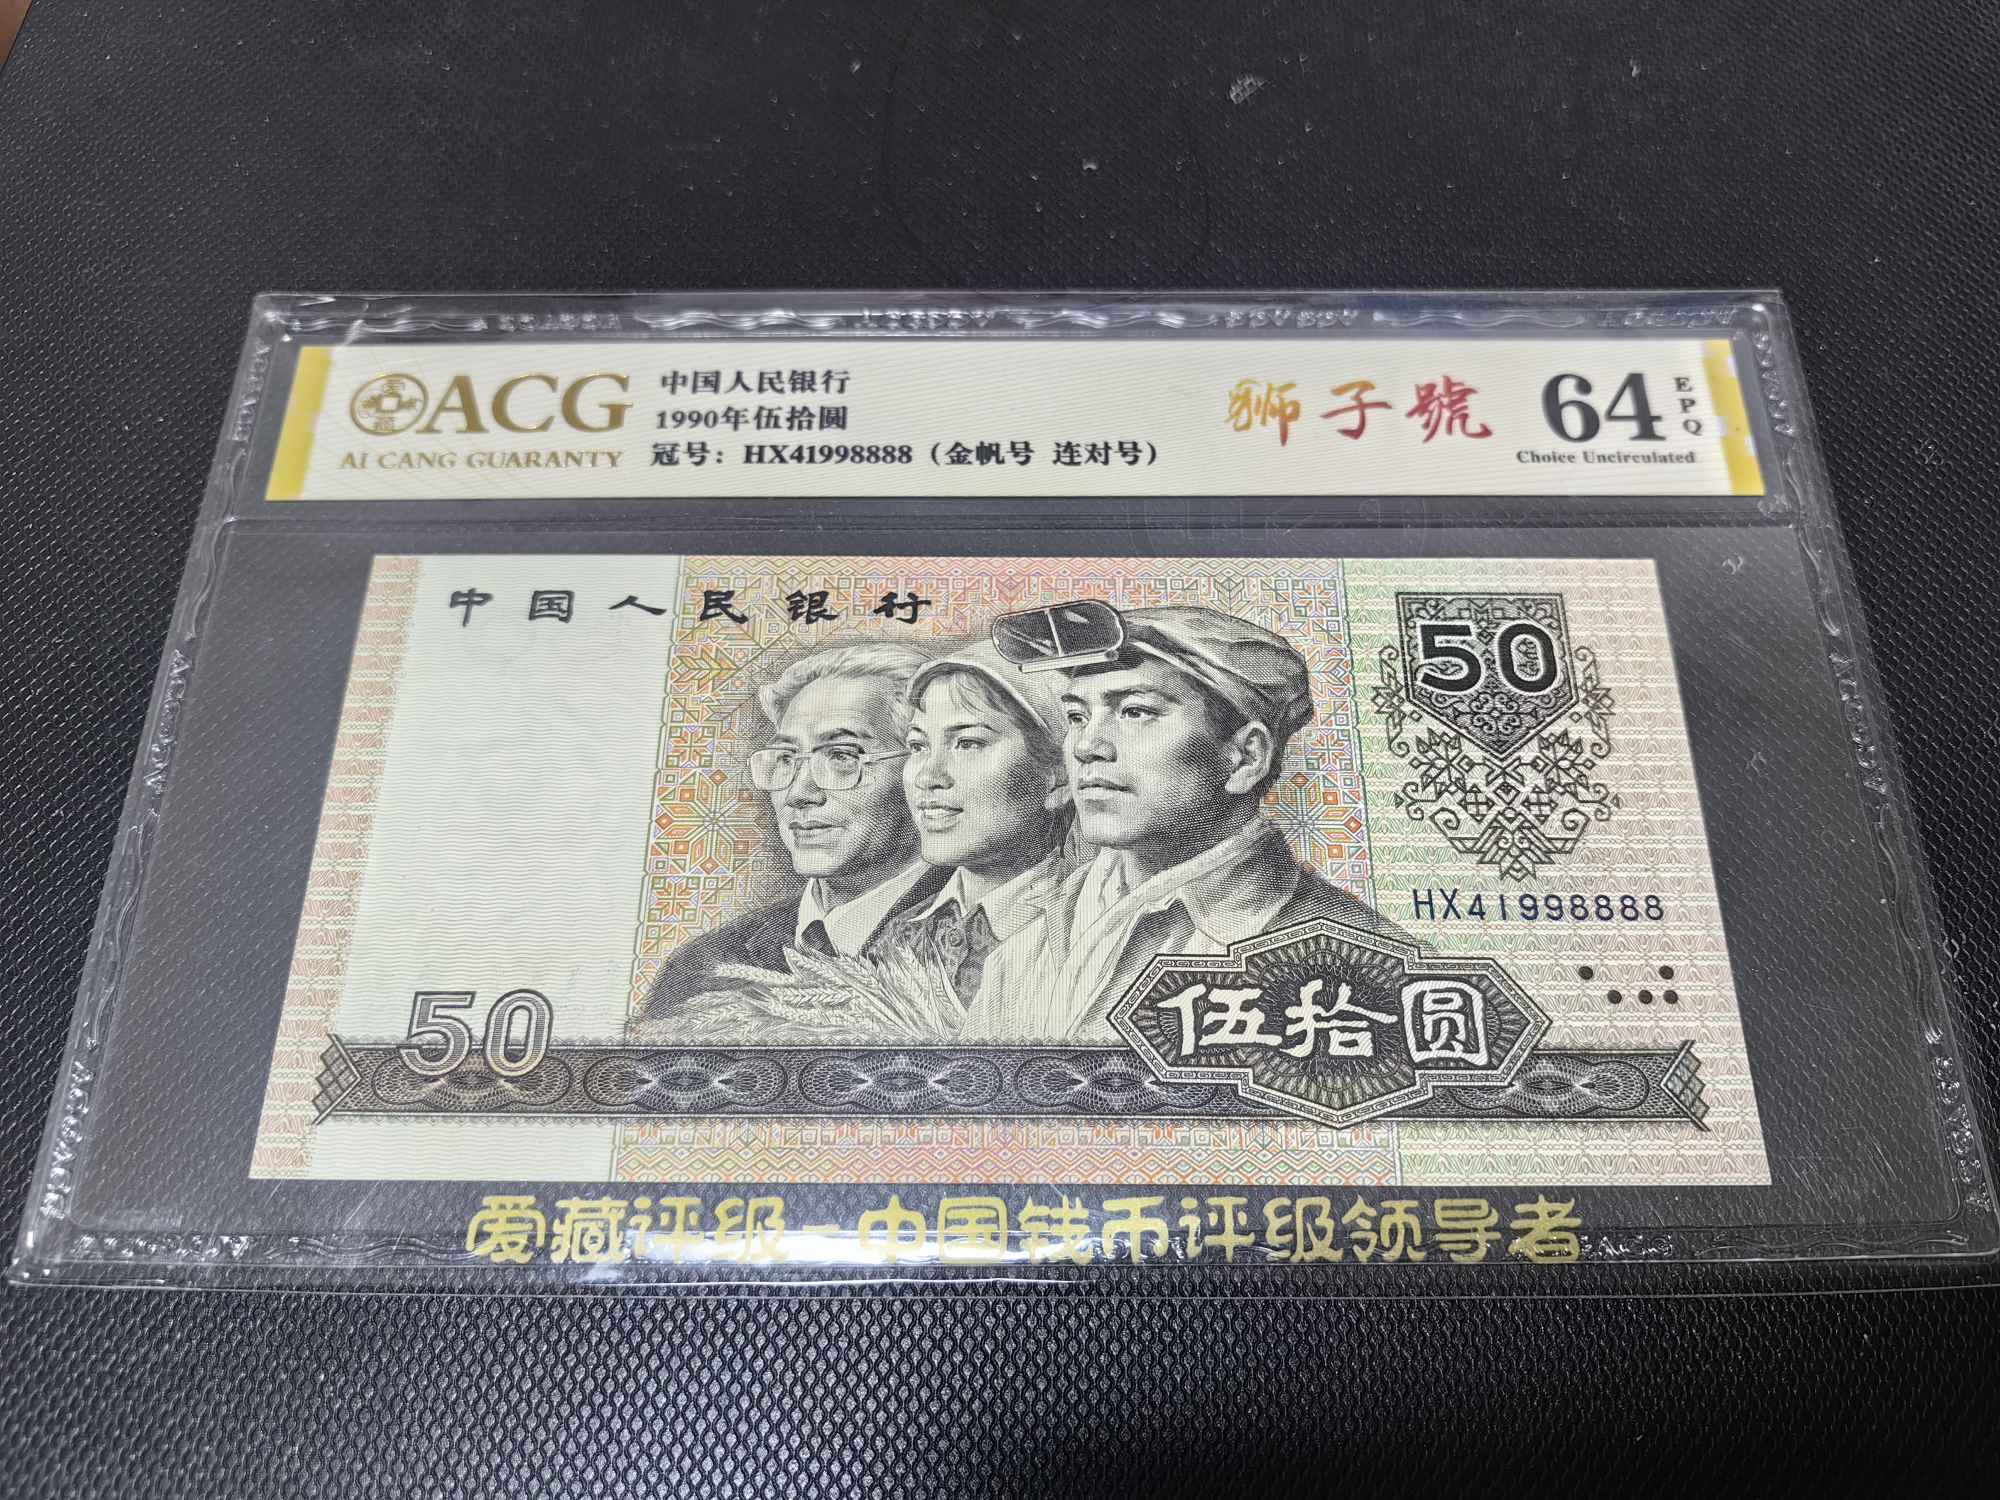 ACG
AI CANG GUARANTY
中国人民银行
1990年伍拾圆
冠号：HX41998888（金帆号 连对号）
狮子號
64
EPQ
Choice Uncirculated
中国人民银行
50
HX41998888
50
伍拾圆
爱藏评级-中国钱币评级领导者